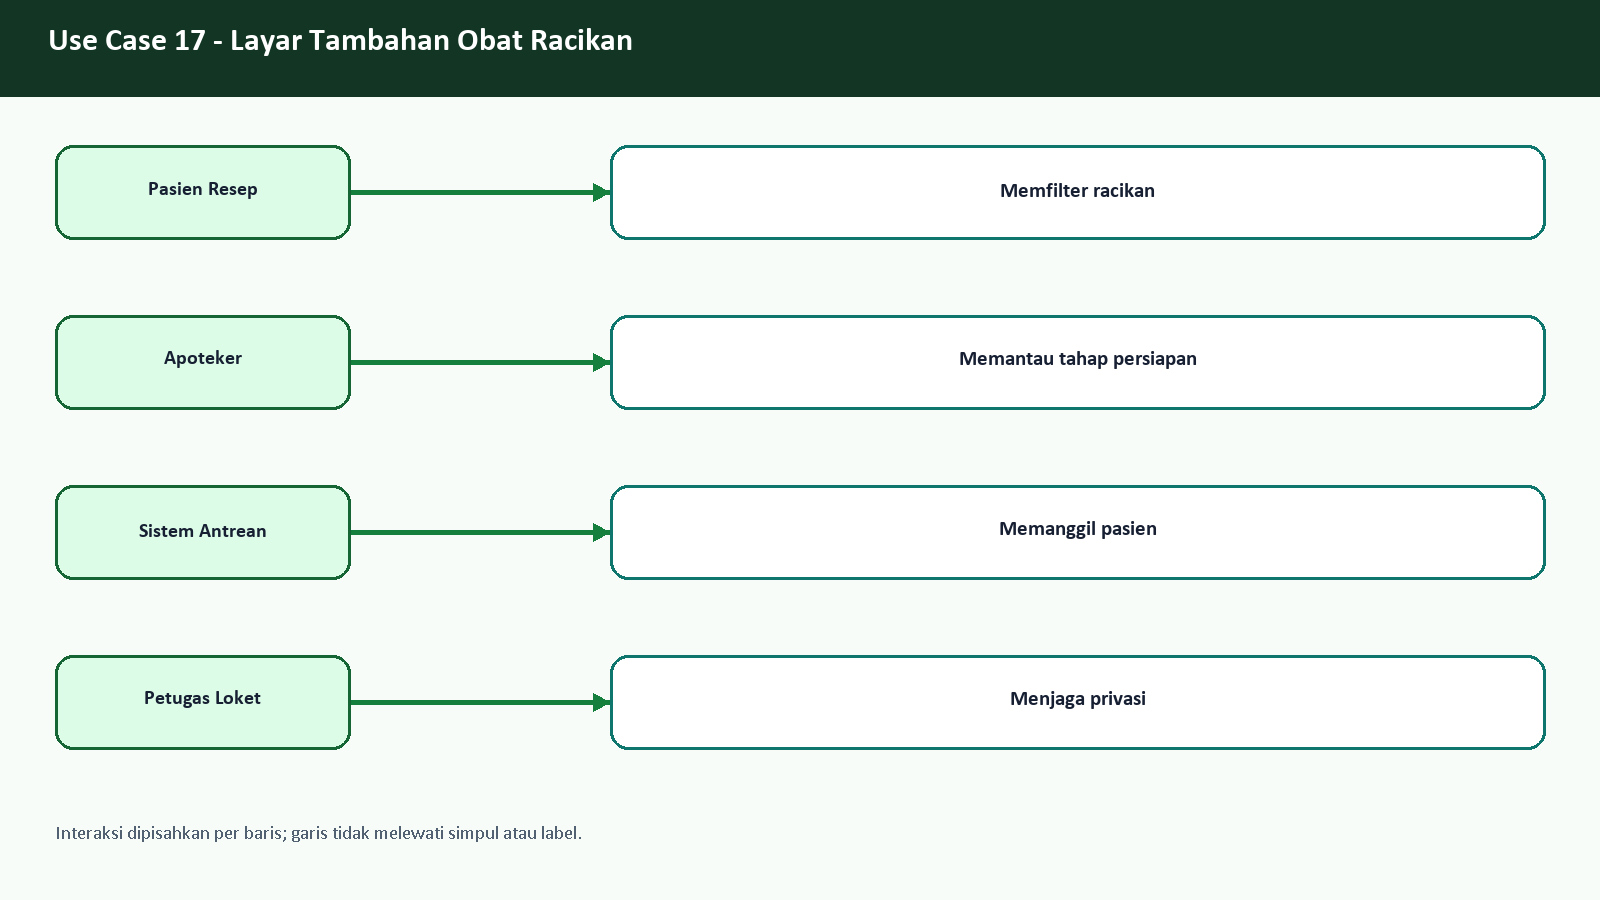 Use Case 17 - Layar Tambahan Obat Racikan
Pasien Resep
Memfilter racikan
Apoteker
Memantau tahap persiapan
Sistem Antrean
Memanggil pasien
Petugas Loket
Menjaga privasi
Interaksi dipisahkan per baris; garis tidak melewati simpul atau label.